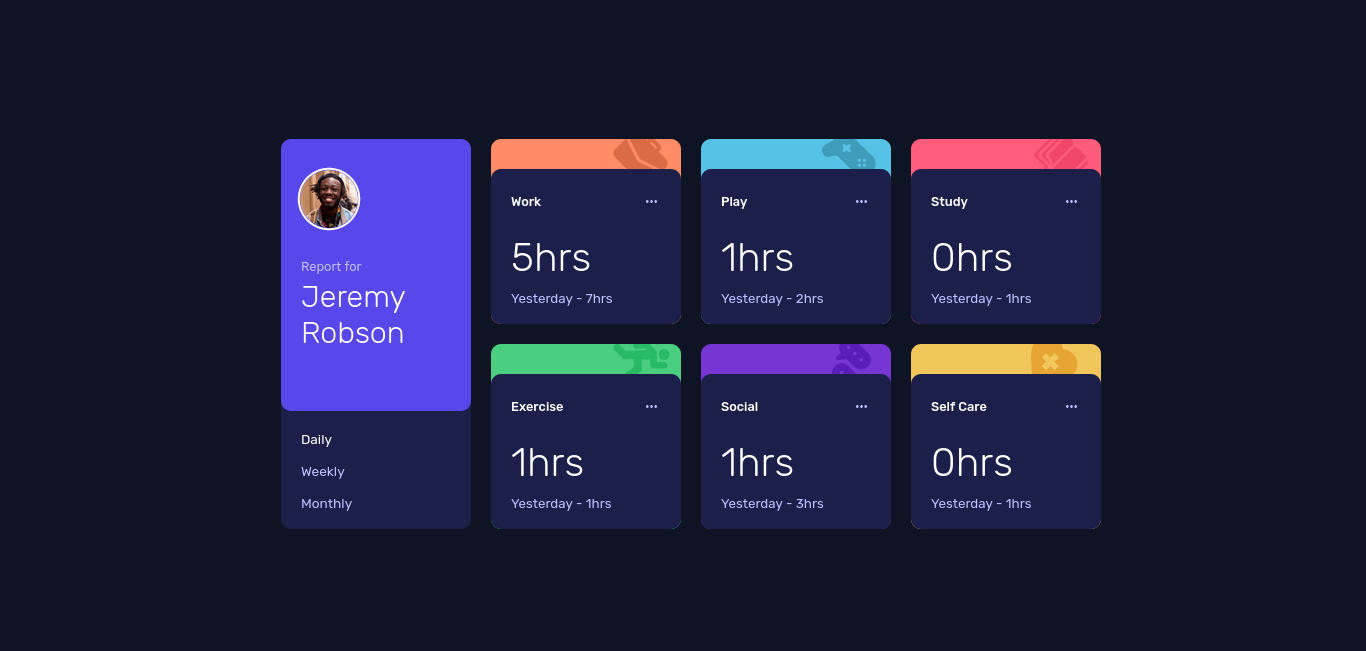 Report for
Jeremy
Robson
Daily
Weekly
Monthly
Work
5hrs
Yesterday - 7hrs
Play
1hrs
Yesterday - 2hrs
Study
0hrs
Yesterday - 1hrs
Exercise
1hrs
Yesterday - 1hrs
Social
1hrs
Yesterday - 3hrs
Self Care
0hrs
Yesterday - 1hrs